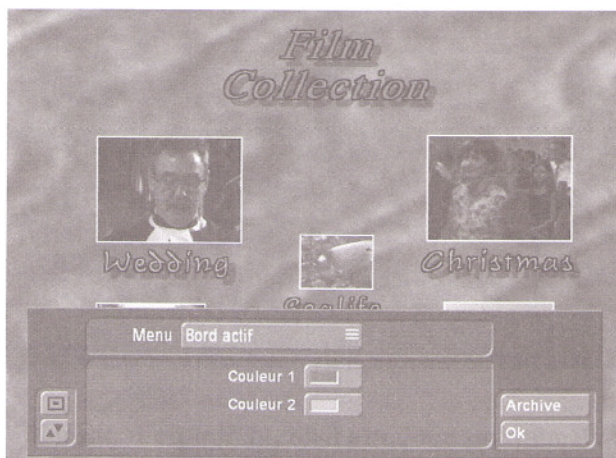 Film
Collection
Wedding
Christmas
Sealife
Menu Bord actif
Couleur 1
Couleur 2
Archive
Ok